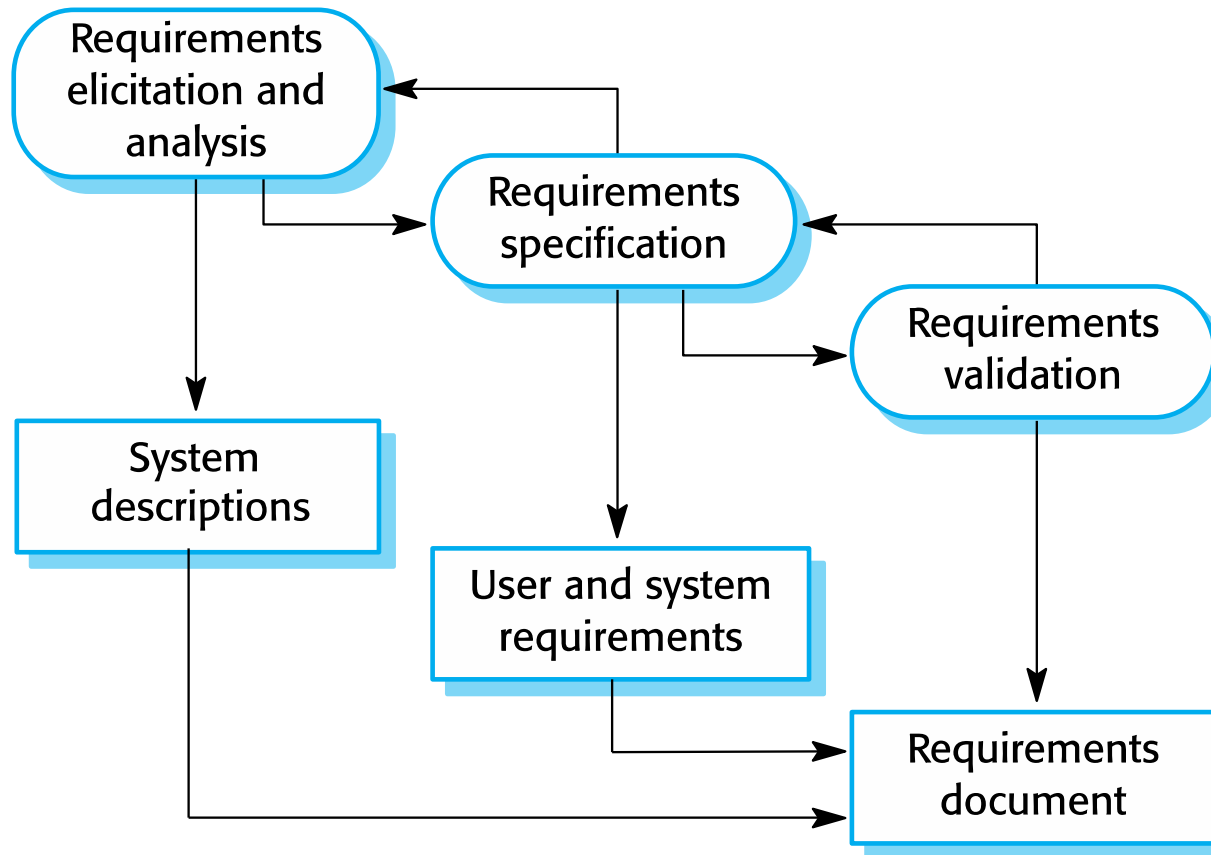 Requirements
elicitation and
analysis
Requirements
specification
Requirements
validation
System
descriptions
User and system
requirements
Requirements
document